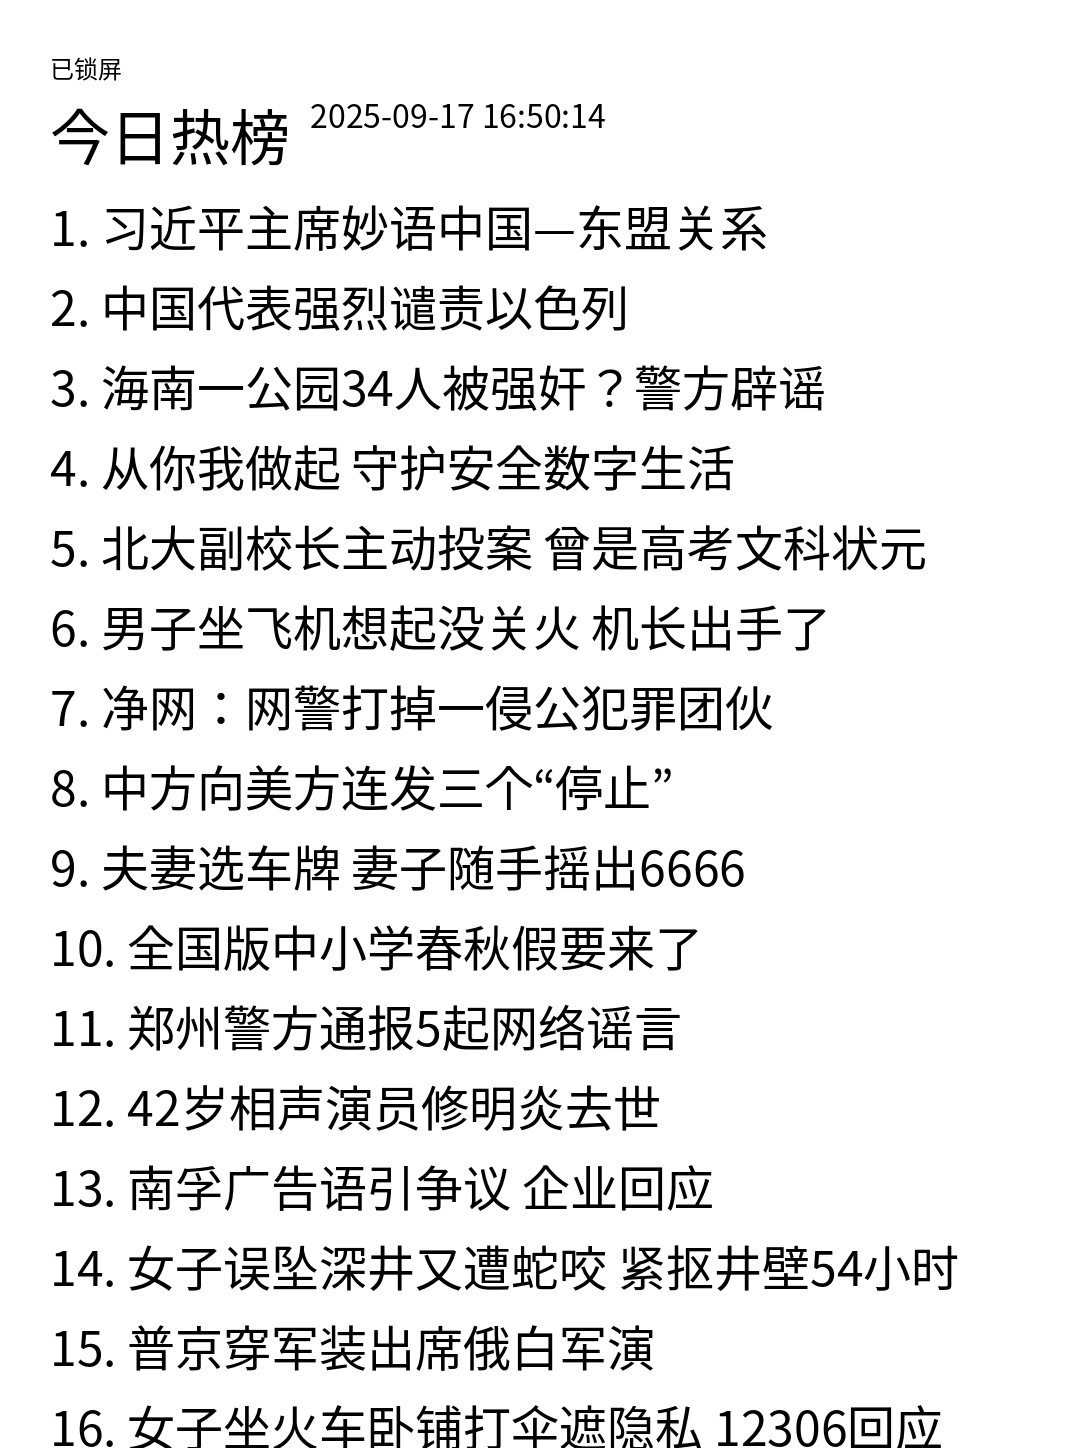 已锁屏
今日热榜 2025-09-17 16:50:14
1. 习近平主席妙语中国—东盟关系
2. 中国代表强烈谴责以色列
3. 海南一公园34人被强奸？警方辟谣
4. 从你我做起 守护安全数字生活
5. 北大副校长主动投案 曾是高考文科状元
6. 男子坐飞机想起没关火 机长出手了
7. 净网：网警打掉一侵公犯罪团伙
8. 中方向美方连发三个“停止”
9. 夫妻选车牌 妻子随手摇出6666
10. 全国版中小学春秋假要来了
11. 郑州警方通报5起网络谣言
12. 42岁相声演员修明炎去世
13. 南孚广告语引争议 企业回应
14. 女子误坠深井又遭蛇咬 紧抠井壁54小时
15. 普京穿军装出席俄白军演
16. 女子坐火车卧铺打伞遮隐私 12306回应